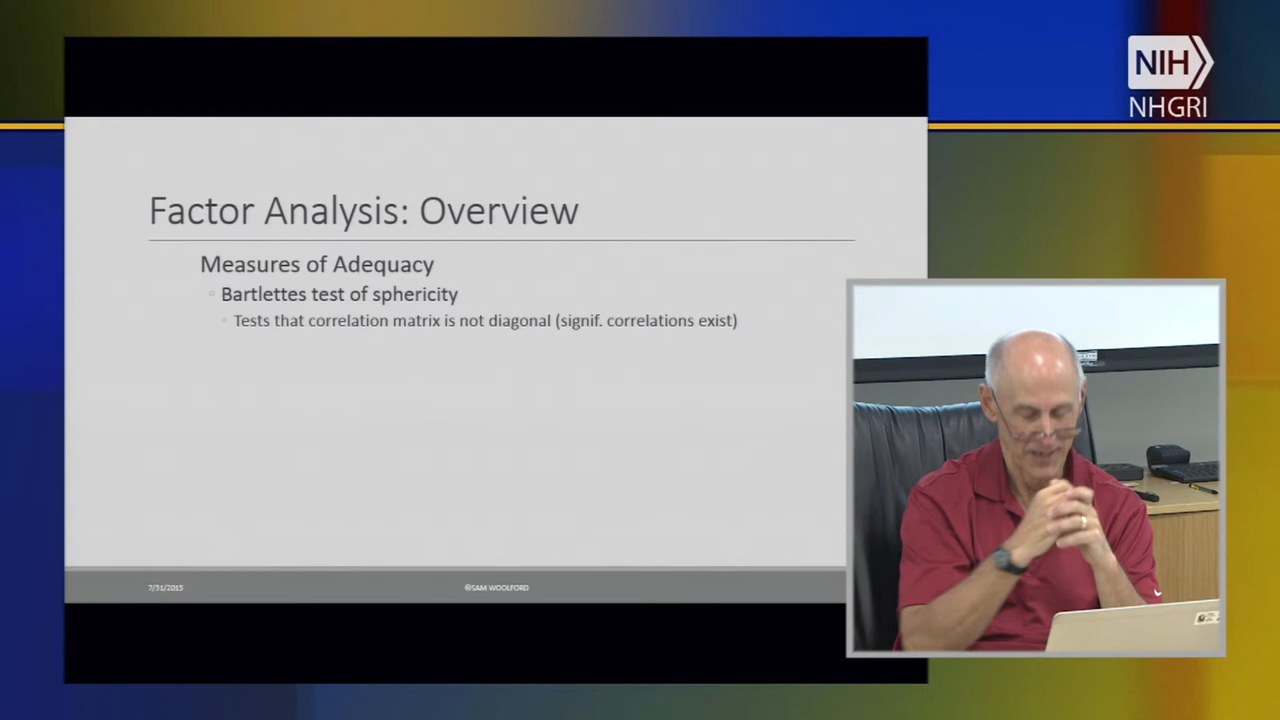 NIH
NHGRI
Factor Analysis: Overview
Measures of Adequacy
Bartlettes test of sphericity
Tests that correlation matrix is not diagonal (signif. correlations exist)
7/31/2015
©SAM WOOLFORD